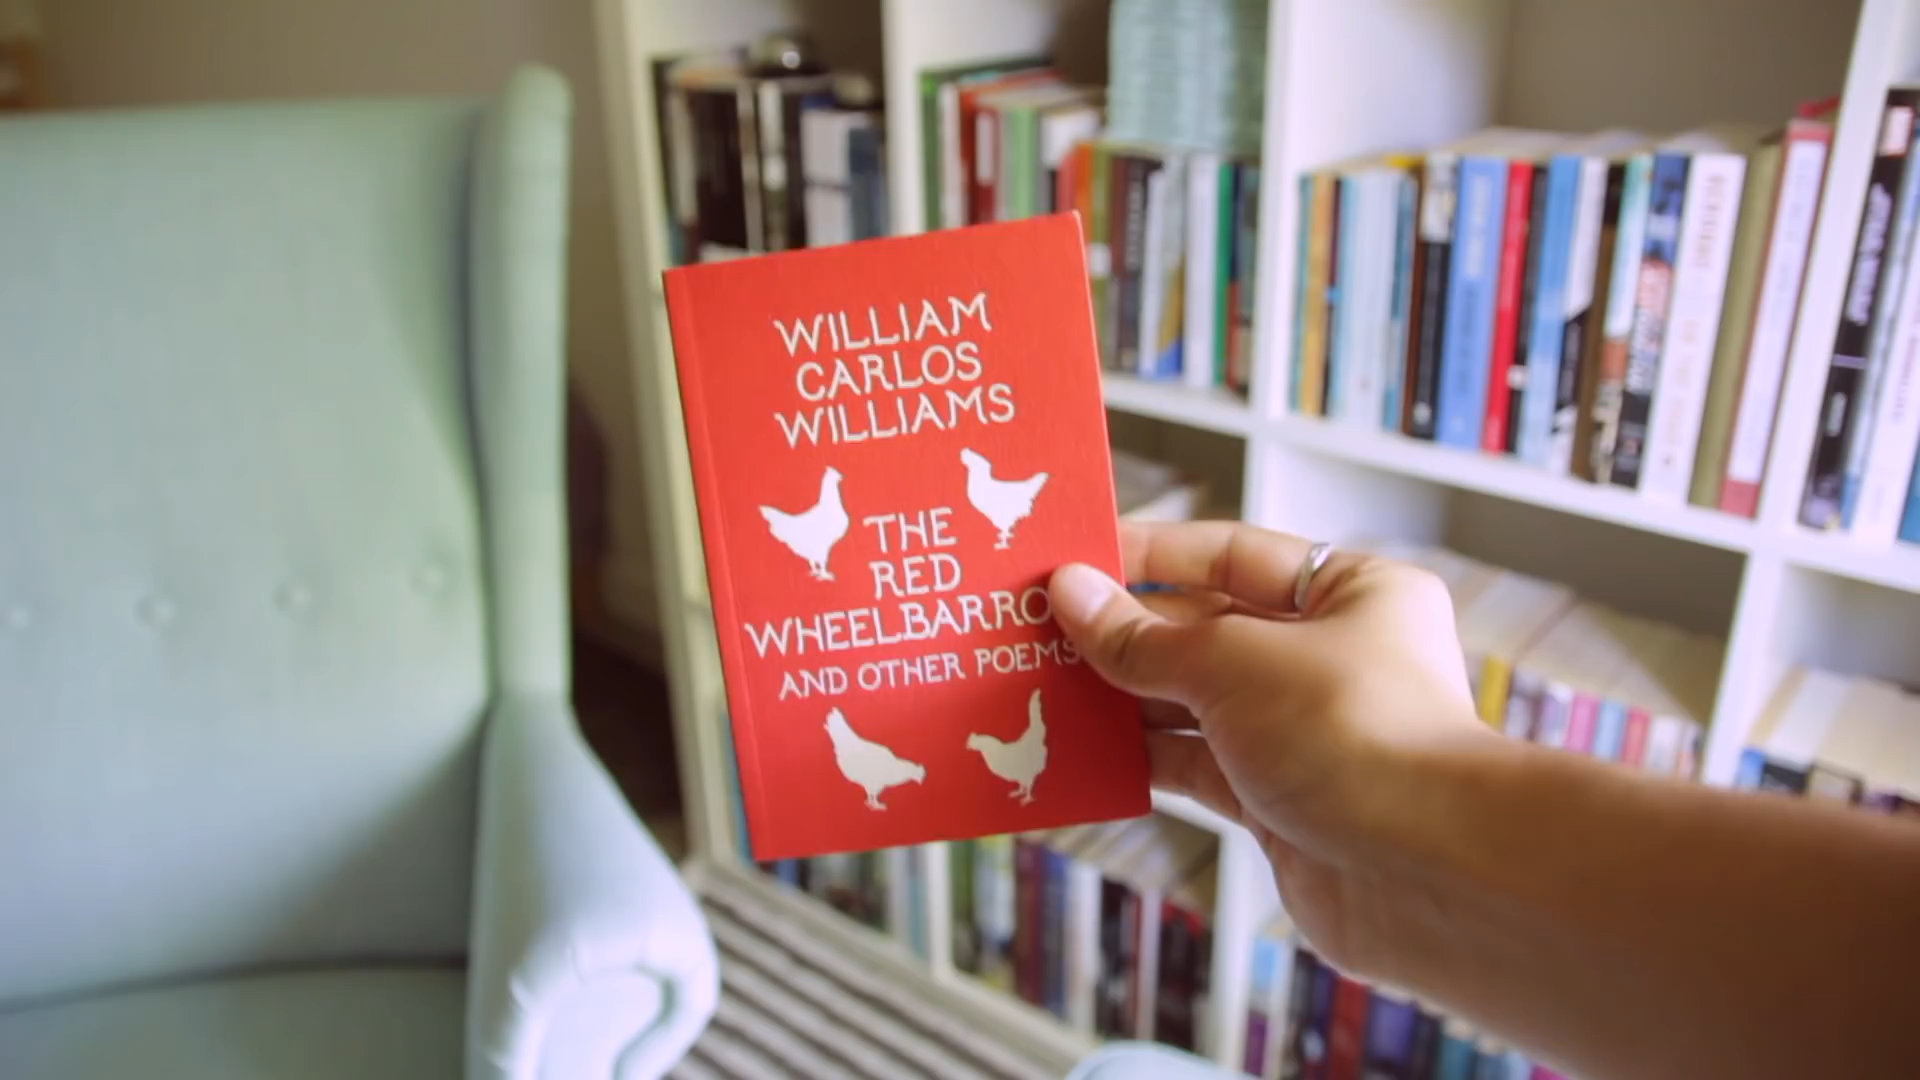 WILLIAM
CARLOS
WILLIAMS
THE
RED
WHEELBARRO
AND OTHER POEMS